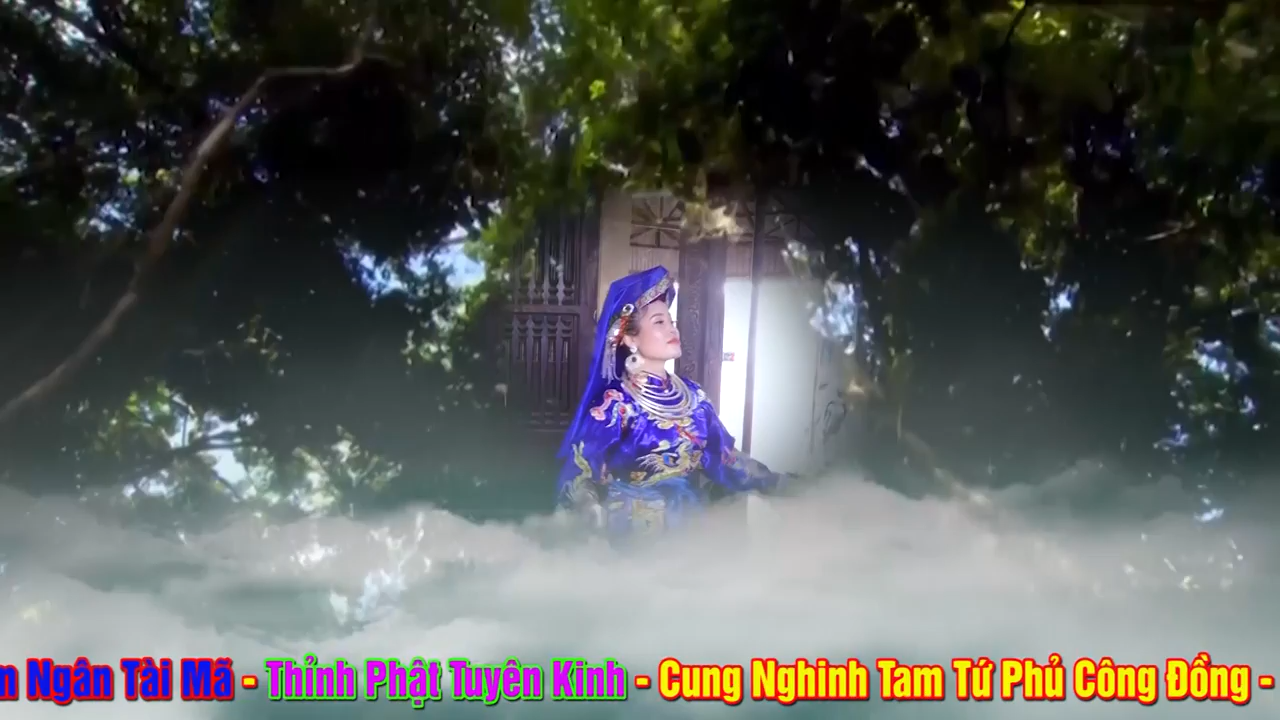 Ngân Tài Mã - Thỉnh Phật Tuyên Kinh - Cung Nghinh Tam Tứ Phủ Công Đồng -